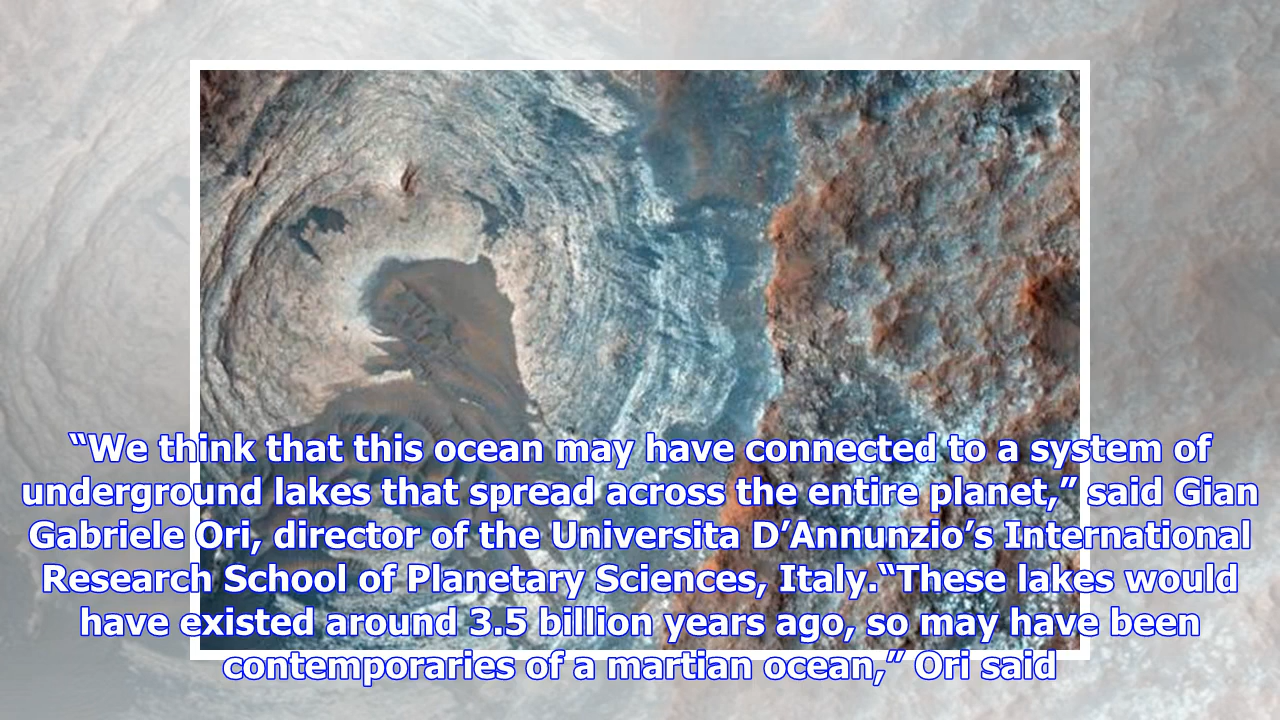 “We think that this ocean may have connected to a system of
underground lakes that spread across the entire planet,” said Gian
Gabriele Ori, director of the Universita D’Annunzio’s International
Research School of Planetary Sciences, Italy.“These lakes would
have existed around 3.5 billion years ago, so may have been
contemporaries of a martian ocean,” Ori said